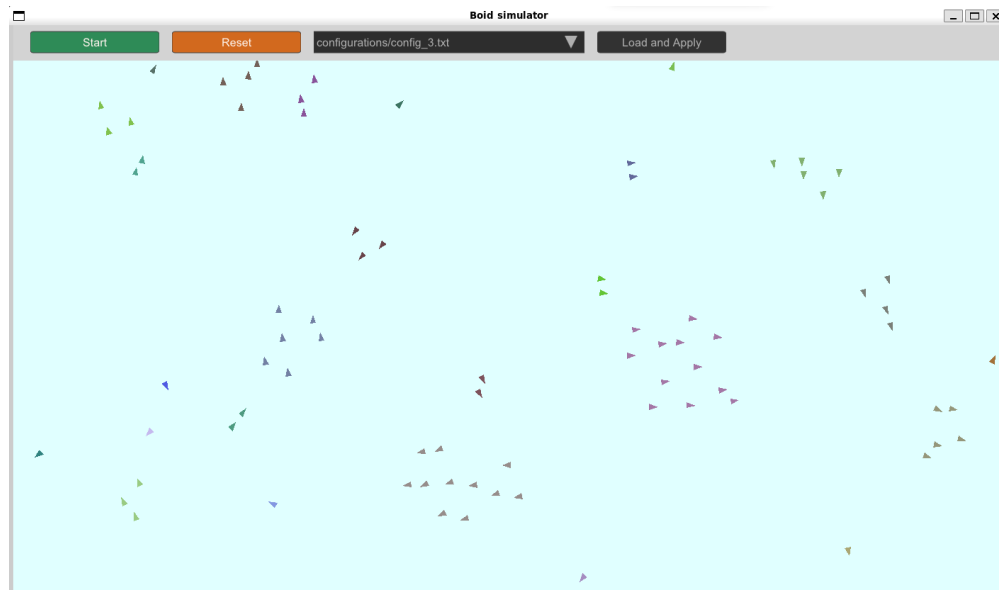 Boid simulator
Start Reset configurations/config_3.txt Load and Apply